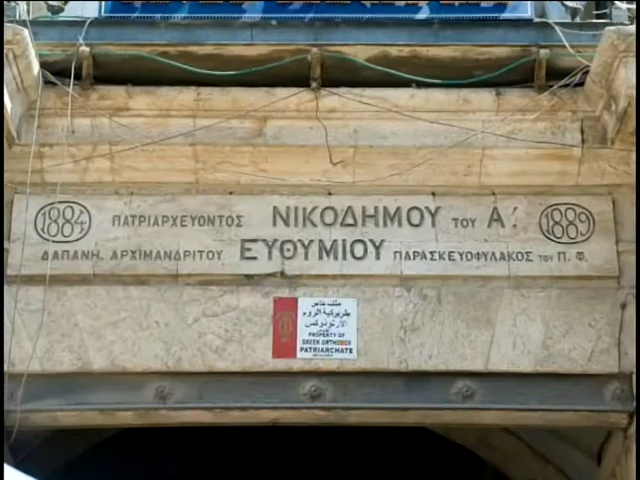 1884 ΠΑΤΡΙΑΡΧΕΥΟΝΤΟΣ ΝΙΚΟΔΗΜΟΥ ΤΟΥ Α΄. 1889
ΔΑΠΑΝΗ. ΑΡΧΙΜΑΝΔΡΙΤΟΥ ΕΥΘΥΜΙΟΥ ΠΑΡΑΣΚΕΥΟΦΥΛΑΚΟΣ ΤΟΥ Π. Φ.
ملك خاص
بطريركية الروم
الارثوذكس
PROPERTY OF
GREEK ORTHODOX
PATRIARCHATE